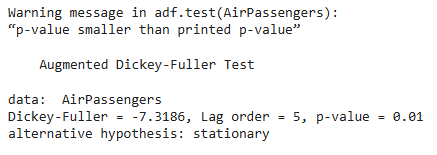 Warning message in adf.test(AirPassengers):
“p-value smaller than printed p-value”
Augmented Dickey-Fuller Test
data:  AirPassengers
Dickey-Fuller = -7.3186, Lag order = 5, p-value = 0.01
alternative hypothesis: stationary